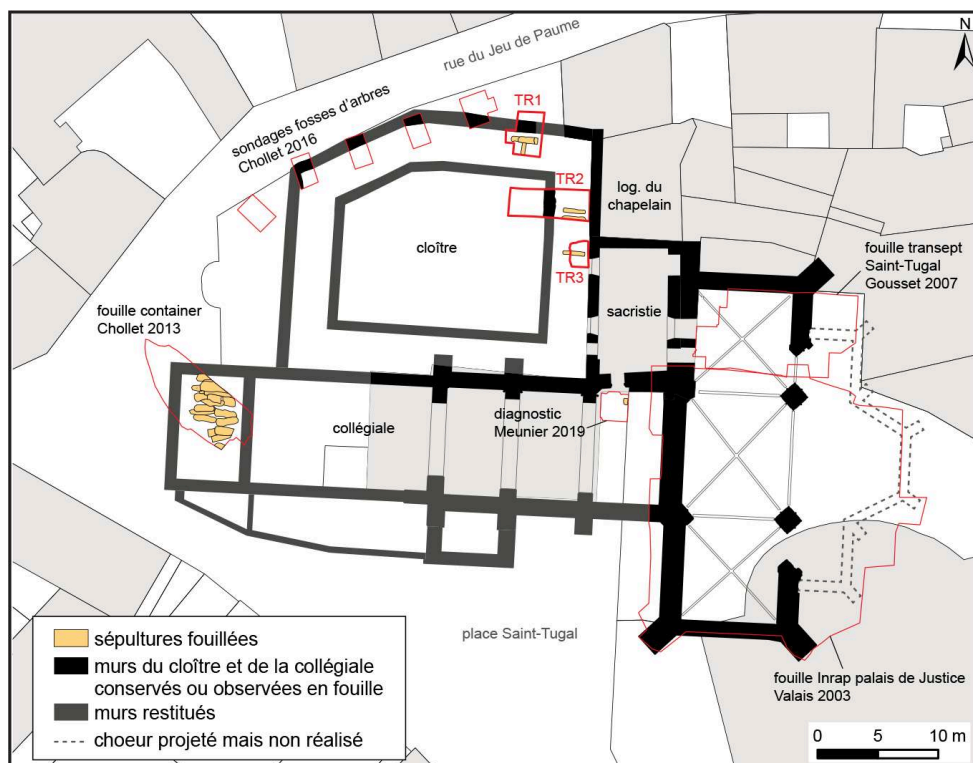 rue du Jeu de Paume
N
sondages fosses d'arbres
Chollet 2016
TR1
TR2
TR3
log. du
chapelain
cloître
fouille transept
Saint-Tugal
Gousset 2007
fouille container
Chollet 2013
sacristie
collégiale
diagnostic
Meunier 2019
place Saint-Tugal
fouille Inrap palais de Justice
Valais 2003
sépultures fouillées
murs du cloître et de la collégiale
conservés ou observées en fouille
murs restitués
choeur projeté mais non réalisé
0 5 10 m